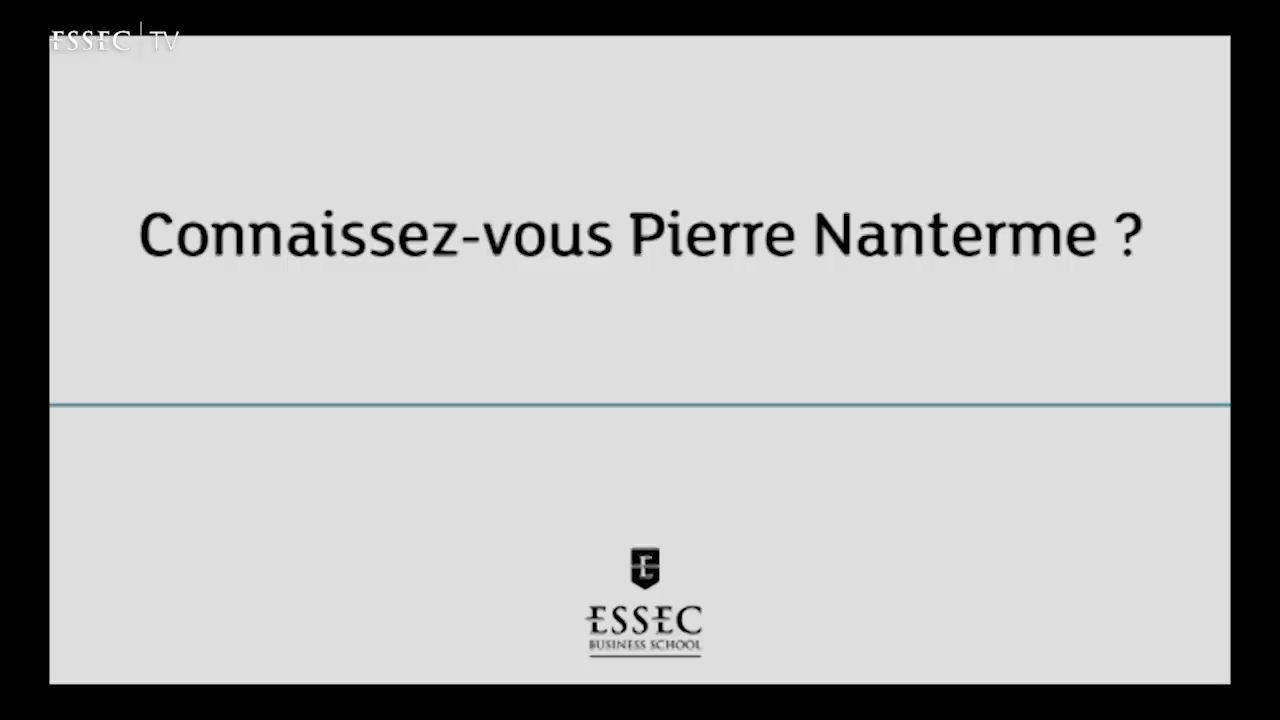 ESSEC | TV
Connaissez-vous Pierre Nanterme ?
E
ESSEC
BUSINESS SCHOOL